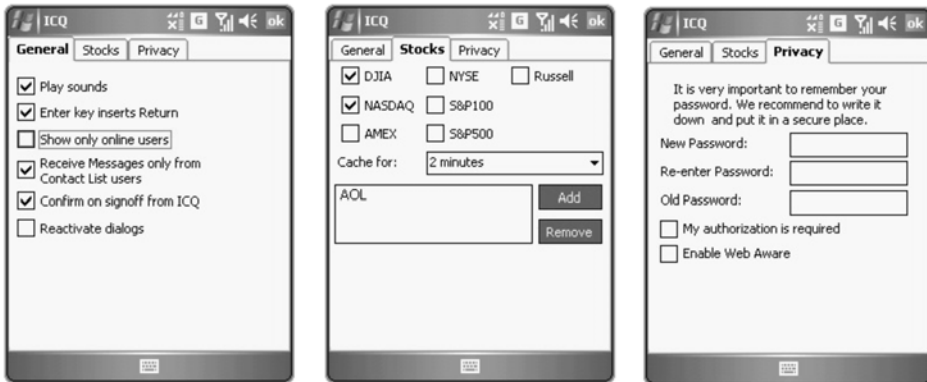 ICQ G ok
General Stocks Privacy
Play sounds
Enter key inserts Return
Show only online users
Receive Messages only from
Contact List users
Confirm on signoff from ICQ
Reactivate dialogs
ICQ G ok
General Stocks Privacy
DJIA NYSE Russell
NASDAQ S&P100
AMEX S&P500
Cache for: 2 minutes
AOL
Add
Remove
ICQ G ok
General Stocks Privacy
It is very important to remember your
password. We recommend to write it
down and put it in a secure place.
New Password:
Re-enter Password:
Old Password:
My authorization is required
Enable Web Aware